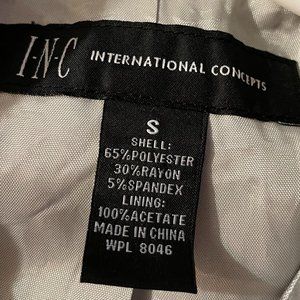 I·N·C INTERNATIONAL CONCEPTS
S
SHELL:
65%POLYESTER
30%RAYON
5%SPANDEX
LINING:
100%ACETATE
MADE IN CHINA
WPL 8046